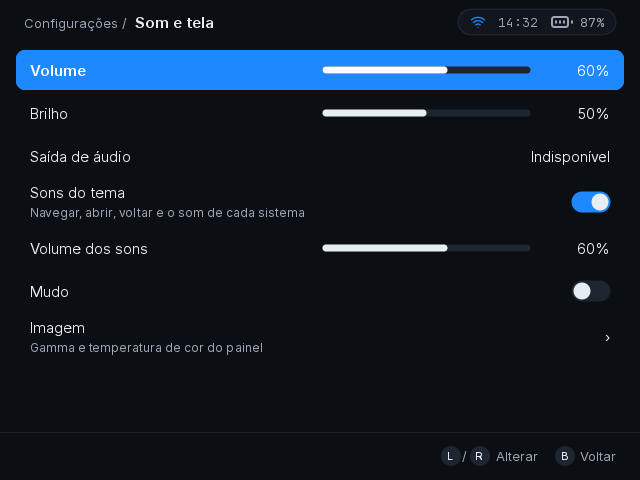 Configurações / Som e tela
14:32 87%
Volume 60%
Brilho 50%
Saída de áudio Indisponível
Sons do tema
Navegar, abrir, voltar e o som de cada sistema
Volume dos sons 60%
Mudo
Imagem ›
Gamma e temperatura de cor do painel
L / R Alterar B Voltar